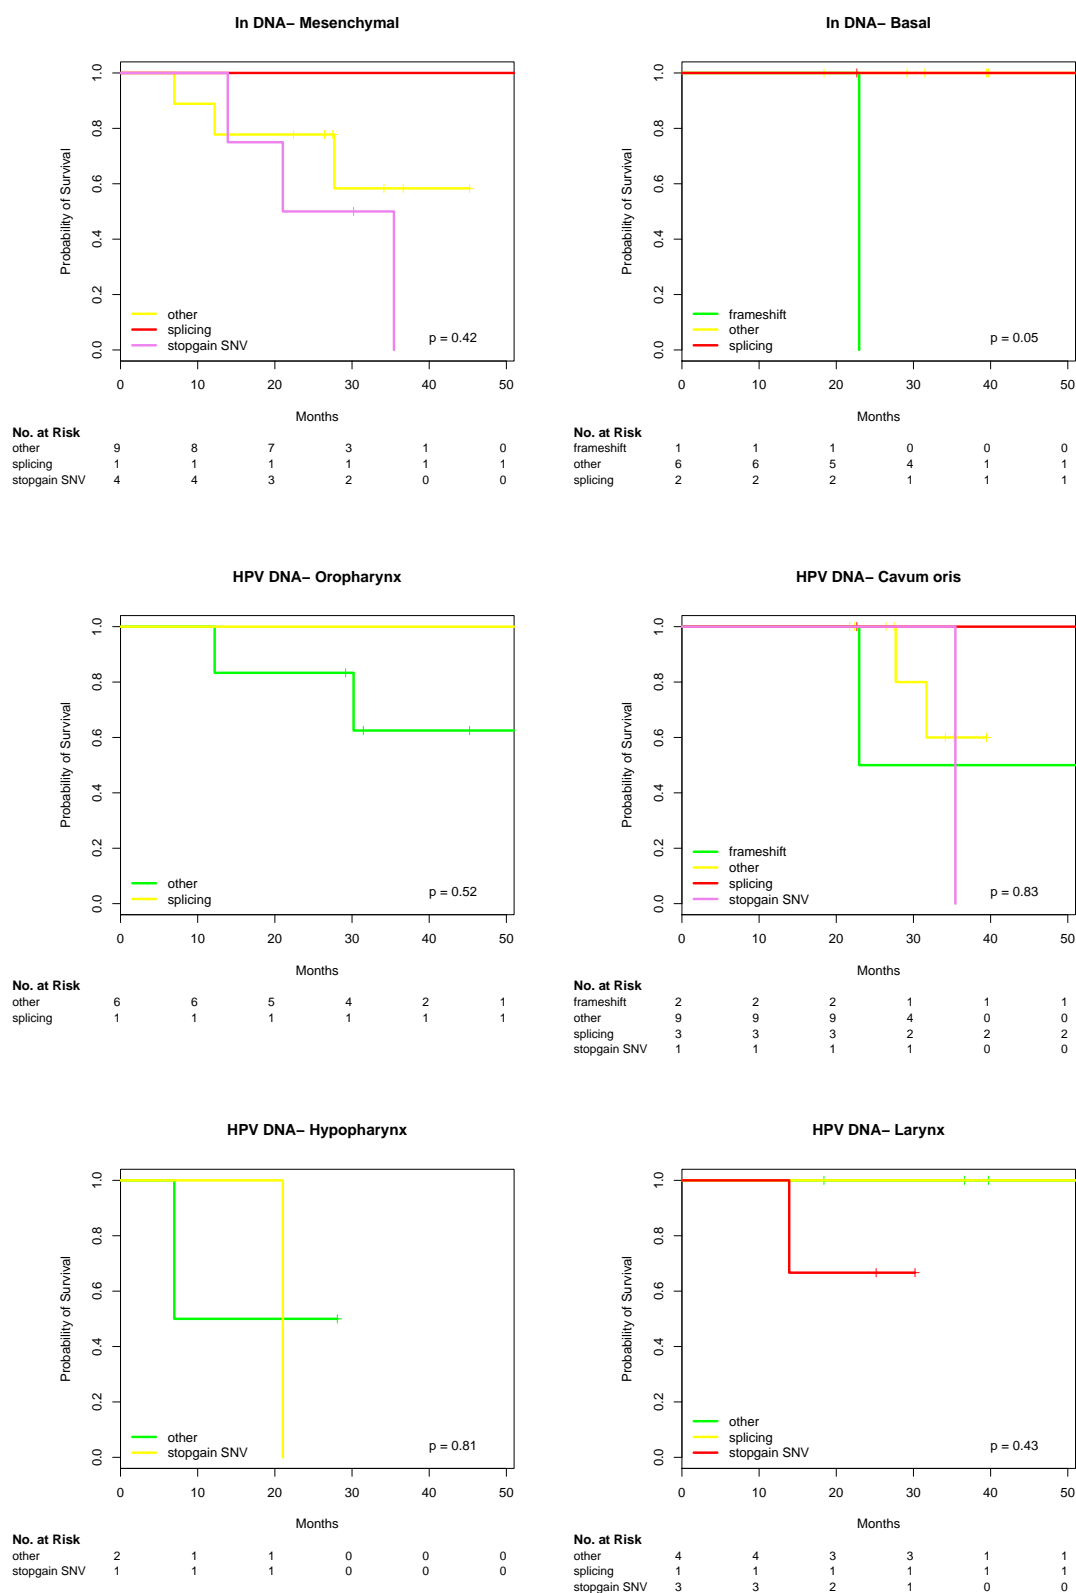 In DNA− Mesenchymal
Probability of Survival
1.0
0.8
0.6
0.4
0.2
0.0
other
splicing
stopgain SNV
p = 0.42
0 10 20 30 40 50
Months
No. at Risk
other 9 8 7 3 1 0
splicing 1 1 1 1 1 1
stopgain SNV 4 4 3 2 0 0
In DNA− Basal
Probability of Survival
1.0
0.8
0.6
0.4
0.2
0.0
frameshift
other
splicing
p = 0.05
0 10 20 30 40 50
Months
No. at Risk
frameshift 1 1 1 0 0 0
other 6 6 5 4 1 1
splicing 2 2 2 1 1 1
HPV DNA− Oropharynx
Probability of Survival
1.0
0.8
0.6
0.4
0.2
0.0
other
splicing
p = 0.52
0 10 20 30 40 50
Months
No. at Risk
other 6 6 5 4 2 1
splicing 1 1 1 1 1 1
HPV DNA− Cavum oris
Probability of Survival
1.0
0.8
0.6
0.4
0.2
0.0
frameshift
other
splicing
stopgain SNV
p = 0.83
0 10 20 30 40 50
Months
No. at Risk
frameshift 2 2 2 1 1 1
other 9 9 9 4 0 0
splicing 3 3 3 2 2 2
stopgain SNV 1 1 1 1 0 0
HPV DNA− Hypopharynx
Probability of Survival
1.0
0.8
0.6
0.4
0.2
0.0
other
stopgain SNV
p = 0.81
0 10 20 30 40 50
Months
No. at Risk
other 2 1 1 0 0 0
stopgain SNV 1 1 1 0 0 0
HPV DNA− Larynx
Probability of Survival
1.0
0.8
0.6
0.4
0.2
0.0
other
splicing
stopgain SNV
p = 0.43
0 10 20 30 40 50
Months
No. at Risk
other 4 4 3 3 1 1
splicing 1 1 1 1 1 1
stopgain SNV 3 3 2 1 0 0